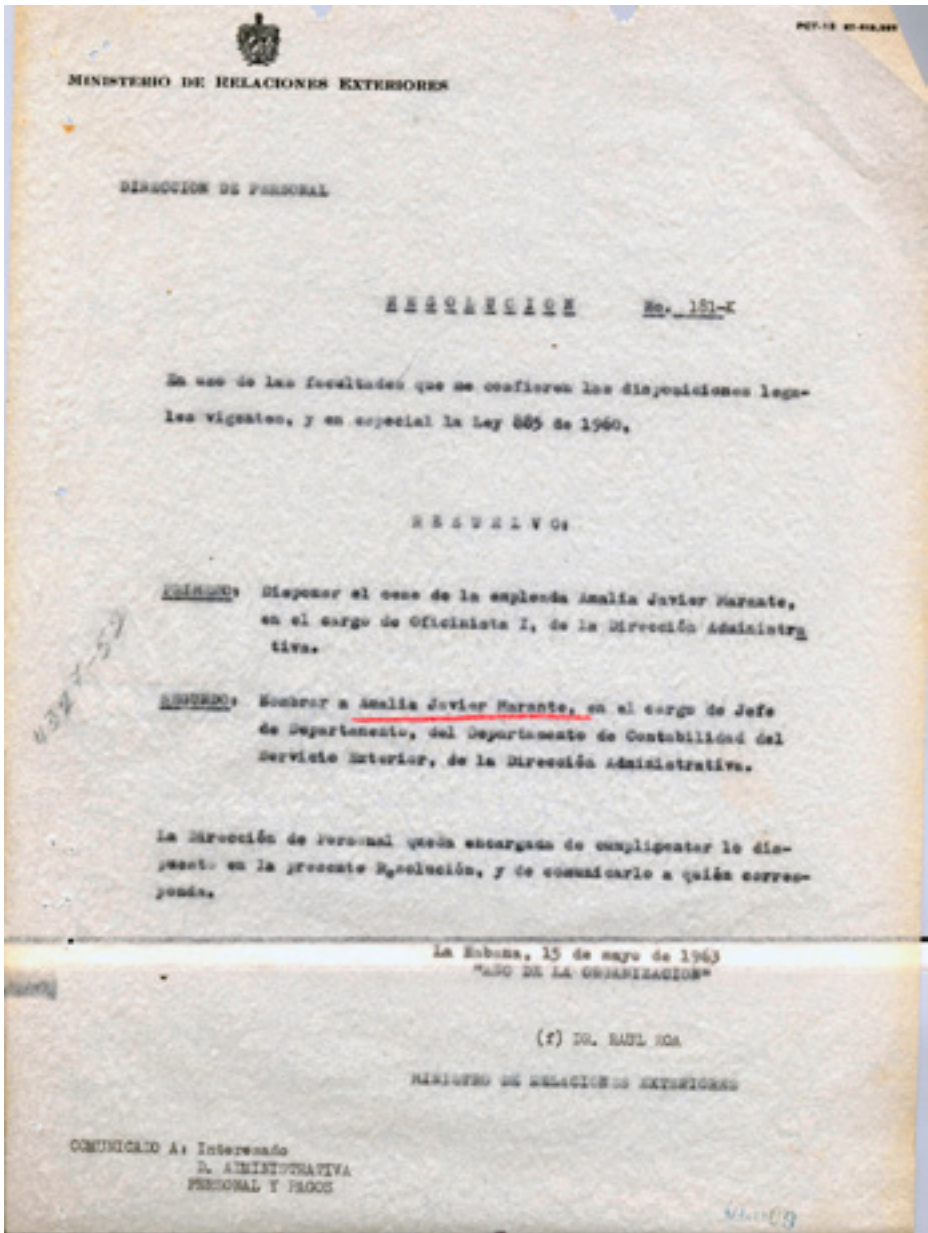 MINISTERIO DE RELACIONES EXTERIORES
DIRECCION DE PERSONAL
RESOLUCION No. 181-K
En uso de las facultades que me confieren las disposiciones lega-
les vigentes, y en especial la Ley 885 de 1960,
RESUELVO:
PRIMERO: Disponer el cese de la empleada Amalia Javier Marante,
en el cargo de Oficinista I, de la Dirección Administra
tiva.
SEGUNDO: Nombrar a Amalia Javier Marante, en el cargo de Jefe
de Departamento, del Departamento de Contabilidad del
Servicio Exterior, de la Dirección Administrativa.
La Dirección de Personal queda encargada de cumplimentar lo dis-
puesto en la presente Resolución, y de comunicarlo a quién corres-
ponda.
La Habana, 15 de mayo de 1963
"AÑO DE LA ORGANIZACION"
(f) DR. RAUL ROA
MINISTRO DE RELACIONES EXTERIORES
COMUNICADO A: Interesado
D. ADMINISTRATIVA
PERSONAL Y PAGOS